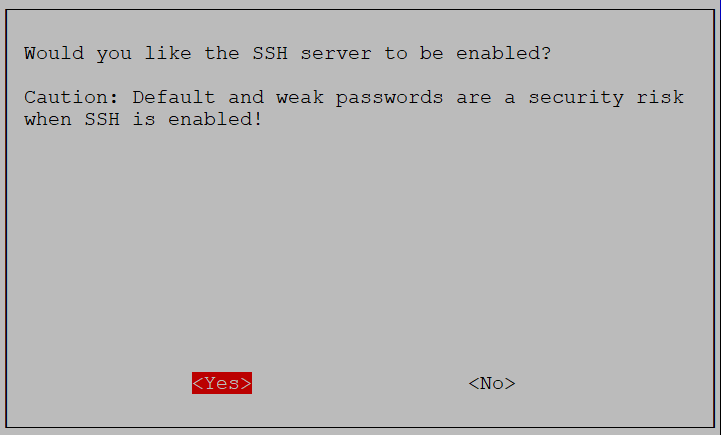 Would you like the SSH server to be enabled?
Caution: Default and weak passwords are a security risk
when SSH is enabled!
<Yes> <No>